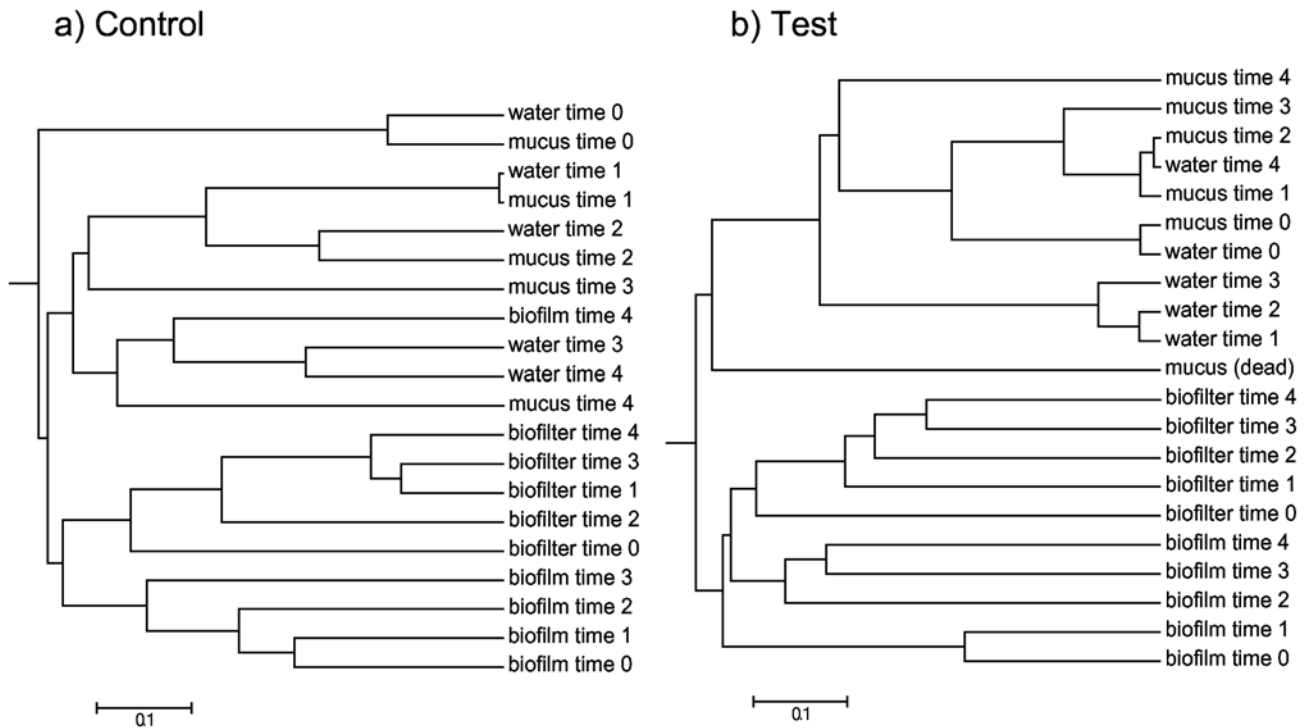 a) Control
water time 0
mucus time 0
water time 1
mucus time 1
water time 2
mucus time 2
mucus time 3
biofilm time 4
water time 3
water time 4
mucus time 4
biofilter time 4
biofilter time 3
biofilter time 1
biofilter time 2
biofilter time 0
biofilm time 3
biofilm time 2
biofilm time 1
biofilm time 0
0.1
b) Test
mucus time 4
mucus time 3
mucus time 2
water time 4
mucus time 1
mucus time 0
water time 0
water time 3
water time 2
water time 1
mucus (dead)
biofilter time 4
biofilter time 3
biofilter time 2
biofilter time 1
biofilter time 0
biofilm time 4
biofilm time 3
biofilm time 2
biofilm time 1
biofilm time 0
0.1